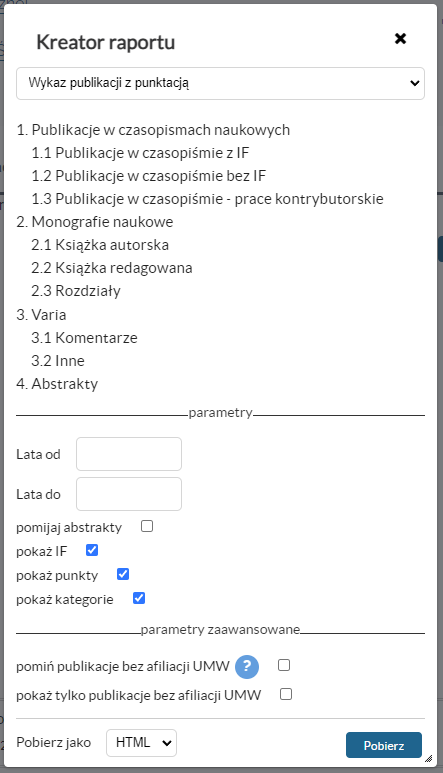 Kreator raportu
Wykaz publikacji z punktacją
1. Publikacje w czasopismach naukowych
1.1 Publikacje w czasopiśmie z IF
1.2 Publikacje w czasopiśmie bez IF
1.3 Publikacje w czasopiśmie - prace kontrybutorskie
2. Monografie naukowe
2.1 Książka autorska
2.2 Książka redagowana
2.3 Rozdziały
3. Varia
3.1 Komentarze
3.2 Inne
4. Abstrakty
parametry
Lata od
Lata do
pomijaj abstrakty
pokaż IF
pokaż punkty
pokaż kategorie
parametry zaawansowane
pomiń publikacje bez afiliacji UMW ?
pokaż tylko publikacje bez afiliacji UMW
Pobierz jako HTML Pobierz